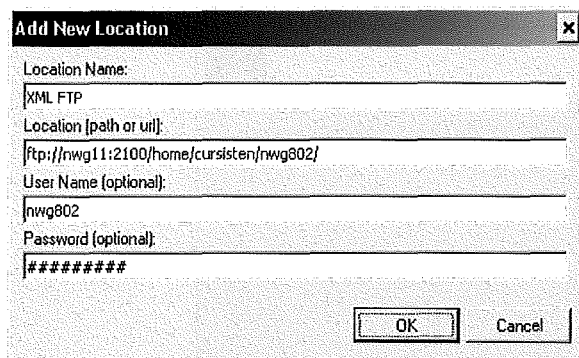 Add New Location
Location Name:
XML FTP
Location [path or url]:
ftp://nwg11:2100/home/cursisten/nwg802/
User Name (optional):
nwg802
Password (optional):
#########
OK Cancel